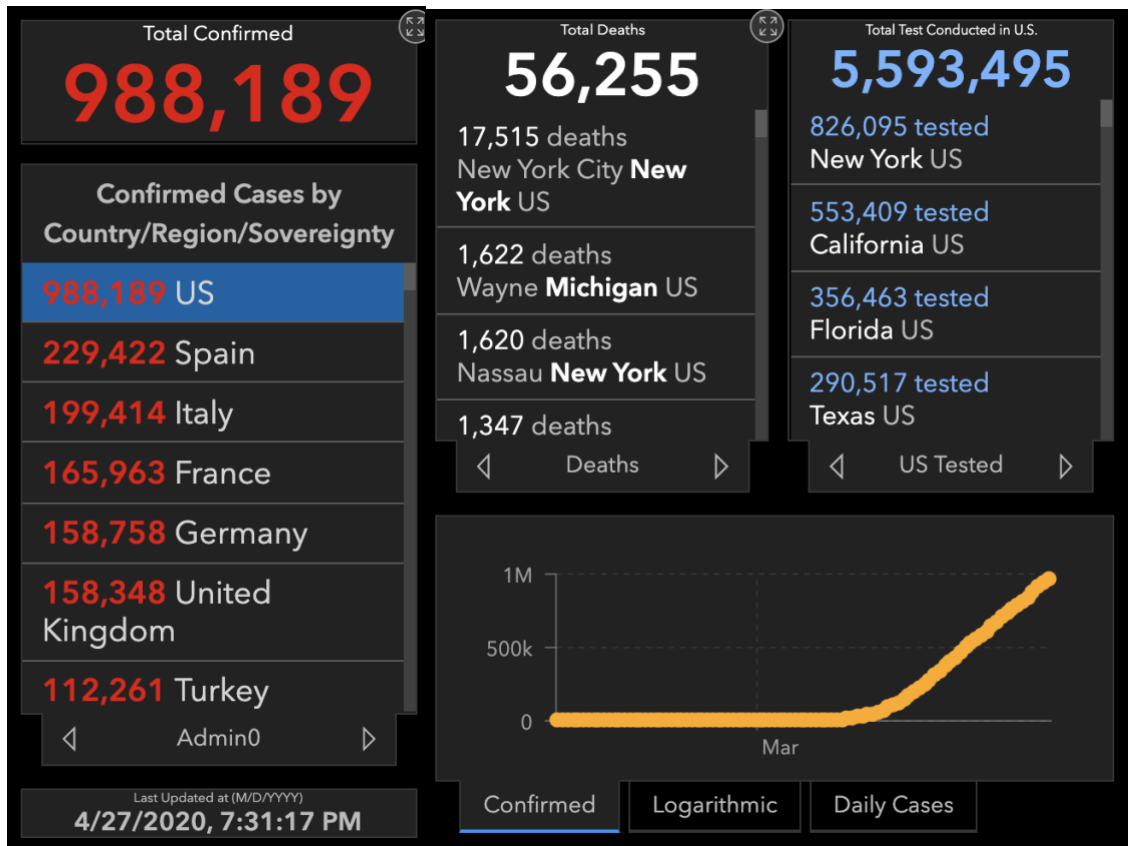 Total Confirmed
988,189
Confirmed Cases by
Country/Region/Sovereignty
988,189 US
229,422 Spain
199,414 Italy
165,963 France
158,758 Germany
158,348 United
Kingdom
112,261 Turkey
Admin0
Last Updated at (M/D/YYYY)
4/27/2020, 7:31:17 PM
Total Deaths
56,255
17,515 deaths
New York City New
York US
1,622 deaths
Wayne Michigan US
1,620 deaths
Nassau New York US
1,347 deaths
Deaths
Total Test Conducted in U.S.
5,593,495
826,095 tested
New York US
553,409 tested
California US
356,463 tested
Florida US
290,517 tested
Texas US
US Tested
1M
500k
0
Mar
Confirmed
Logarithmic
Daily Cases